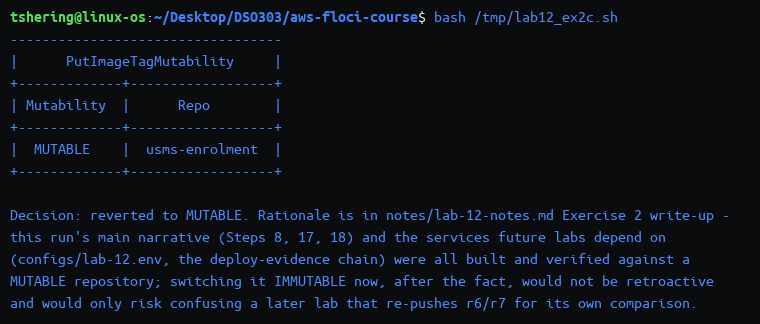 tshering@linux-os:~/Desktop/DSO303/aws-floci-course$ bash /tmp/lab12_ex2c.sh
----------------------------------
|      PutImageTagMutability     |
+-------------+------------------+
| Mutability  |      Repo        |
+-------------+------------------+
|  MUTABLE    |  usms-enrolment  |
+-------------+------------------+
Decision: reverted to MUTABLE. Rationale is in notes/lab-12-notes.md Exercise 2 write-up -
this run's main narrative (Steps 8, 17, 18) and the services future labs depend on
(configs/lab-12.env, the deploy-evidence chain) were all built and verified against a
MUTABLE repository; switching it IMMUTABLE now, after the fact, would not be retroactive
and would only risk confusing a later lab that re-pushes r6/r7 for its own comparison.